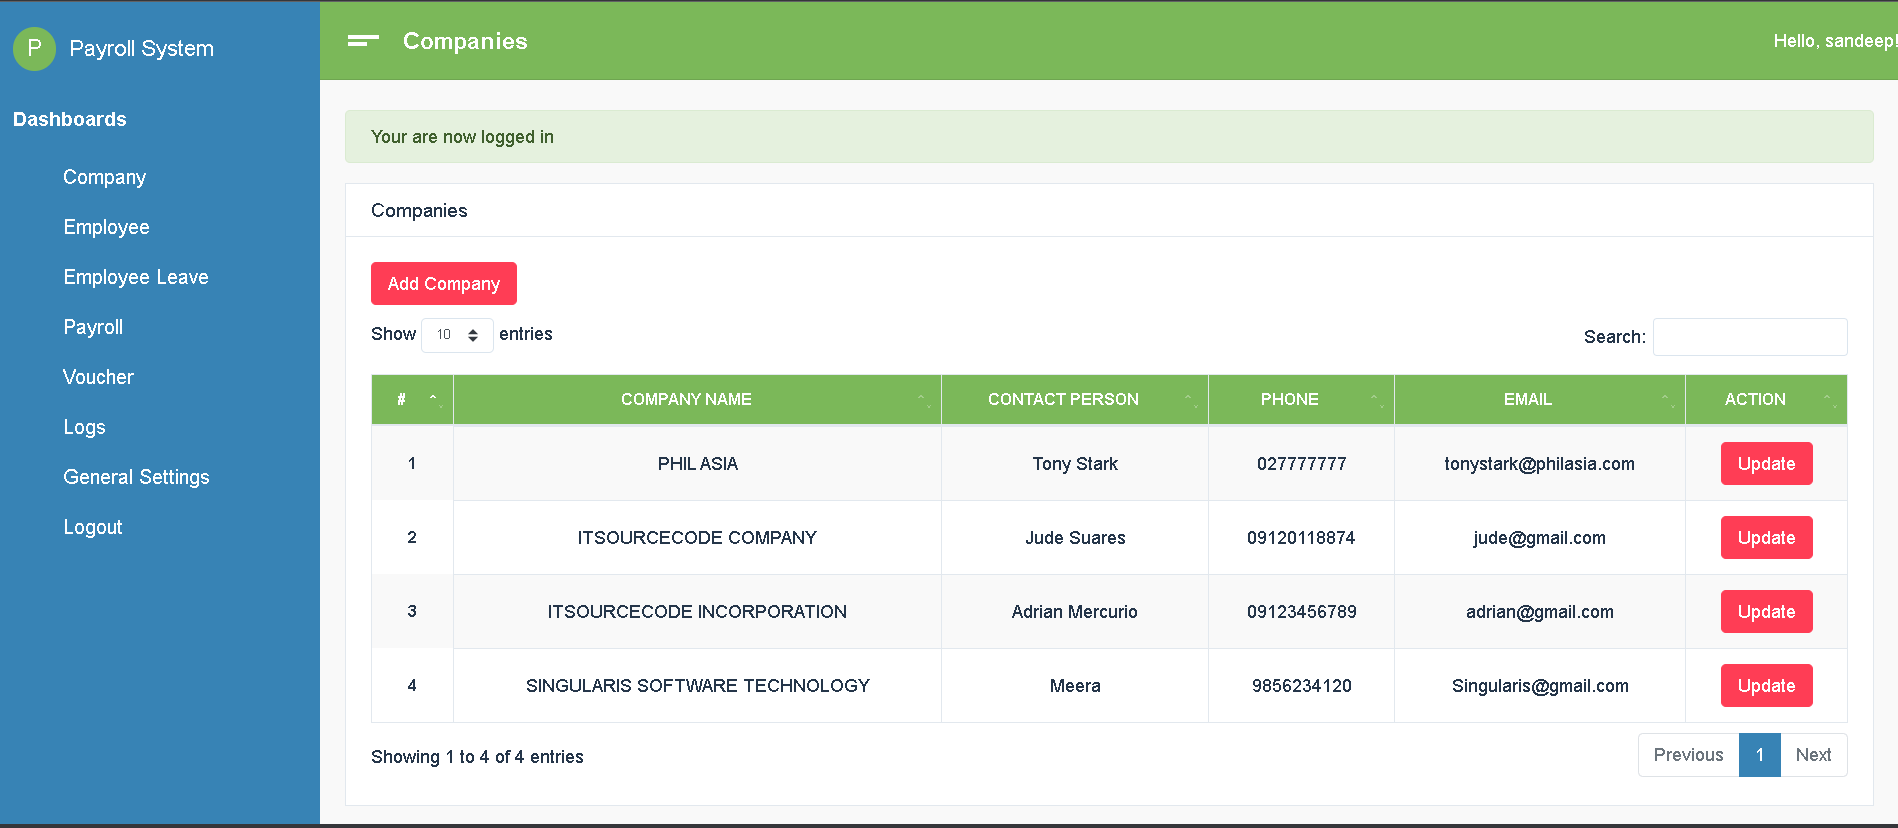 P Payroll System
Dashboards
Company
Employee
Employee Leave
Payroll
Voucher
Logs
General Settings
Logout
Companies
Hello, sandeep!
Your are now logged in
Companies
Add Company
Show 10 entries
Search:
# COMPANY NAME CONTACT PERSON PHONE EMAIL ACTION
1 PHIL ASIA Tony Stark 027777777 tonystark@philasia.com Update
2 ITSOURCECODE COMPANY Jude Suares 09120118874 jude@gmail.com Update
3 ITSOURCECODE INCORPORATION Adrian Mercurio 09123456789 adrian@gmail.com Update
4 SINGULARIS SOFTWARE TECHNOLOGY Meera 9856234120 Singularis@gmail.com Update
Showing 1 to 4 of 4 entries
Previous 1 Next